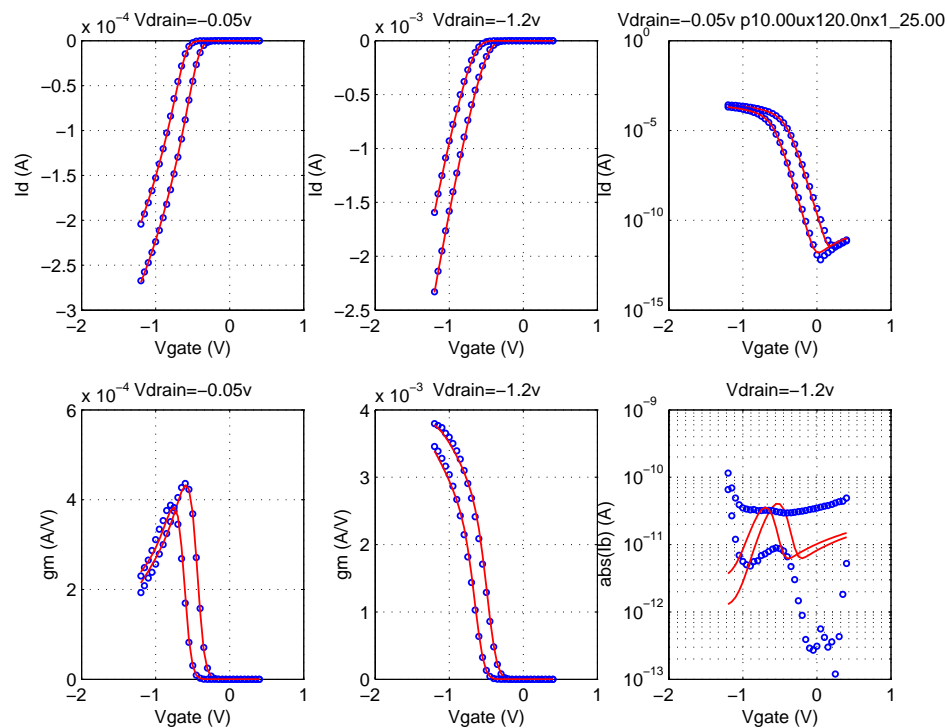 x 10−4 Vdrain=−0.05v
0
−0.5
−1
−1.5
−2
−2.5
−3
Id (A)
−2 −1 0 1
Vgate (V)
x 10−3 Vdrain=−1.2v
0
−0.5
−1
−1.5
−2
−2.5
Id (A)
−2 −1 0 1
Vgate (V)
Vdrain=−0.05v p10.00ux120.0nx1_25.00
10^0
10^−5
10^−10
10^−15
Id (A)
−2 −1 0 1
Vgate (V)
x 10−4 Vdrain=−0.05v
6
4
2
0
gm (A/V)
−2 −1 0 1
Vgate (V)
x 10−3 Vdrain=−1.2v
4
3
2
1
0
gm (A/V)
−2 −1 0 1
Vgate (V)
Vdrain=−1.2v
10^−9
10^−10
10^−11
10^−12
10^−13
abs(Ib) (A)
−2 −1 0 1
Vgate (V)